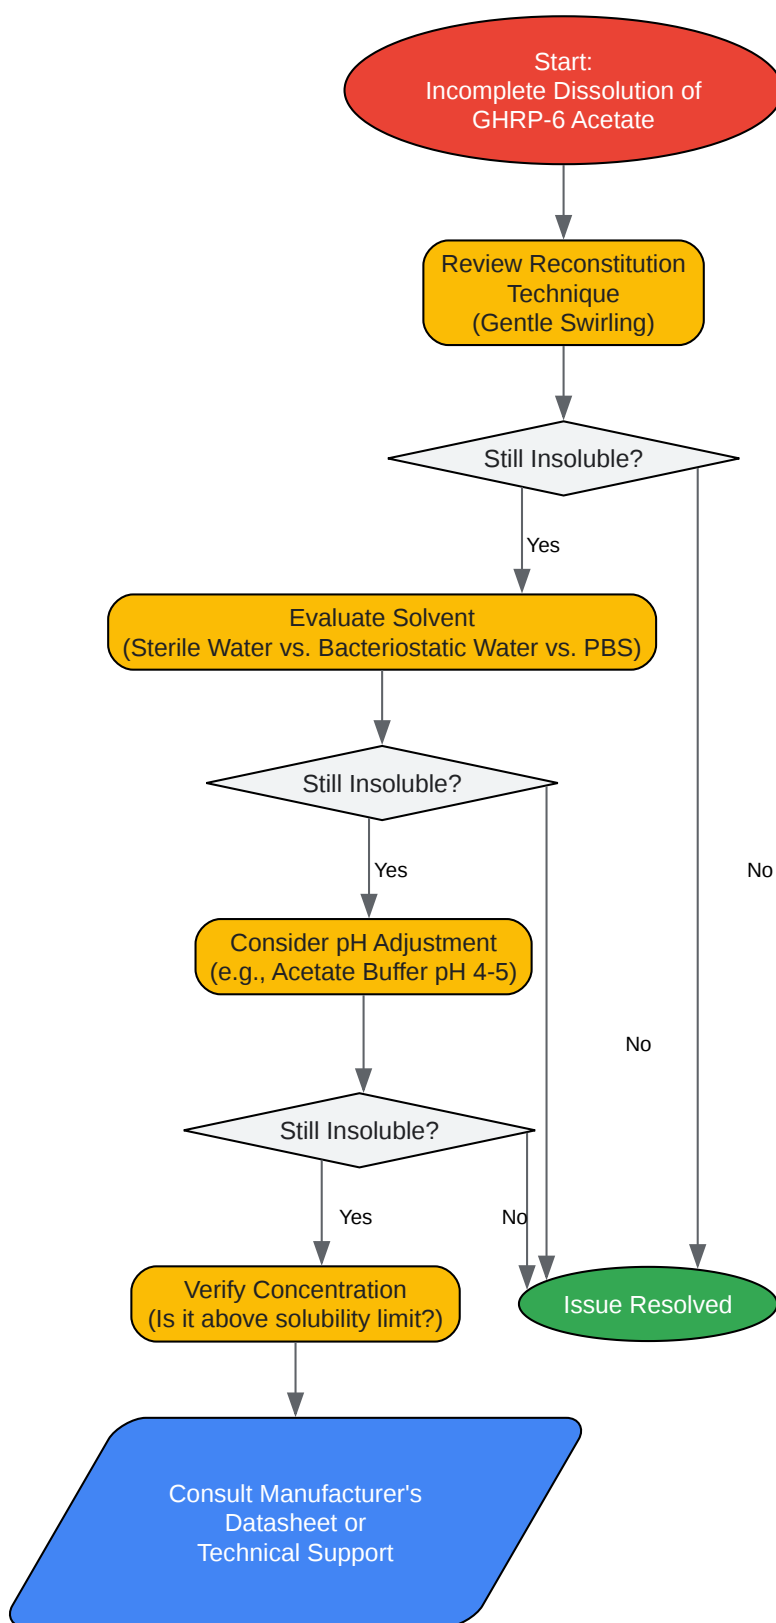 Start:
Incomplete Dissolution of
GHRP-6 Acetate
Review Reconstitution
Technique
(Gentle Swirling)
Still Insoluble?
Yes
Evaluate Solvent
(Sterile Water vs. Bacteriostatic Water vs. PBS)
Still Insoluble?
Yes
No
Consider pH Adjustment
(e.g., Acetate Buffer pH 4-5)
No
Still Insoluble?
Yes
No
Verify Concentration
(Is it above solubility limit?)
Issue Resolved
Consult Manufacturer's
Datasheet or
Technical Support